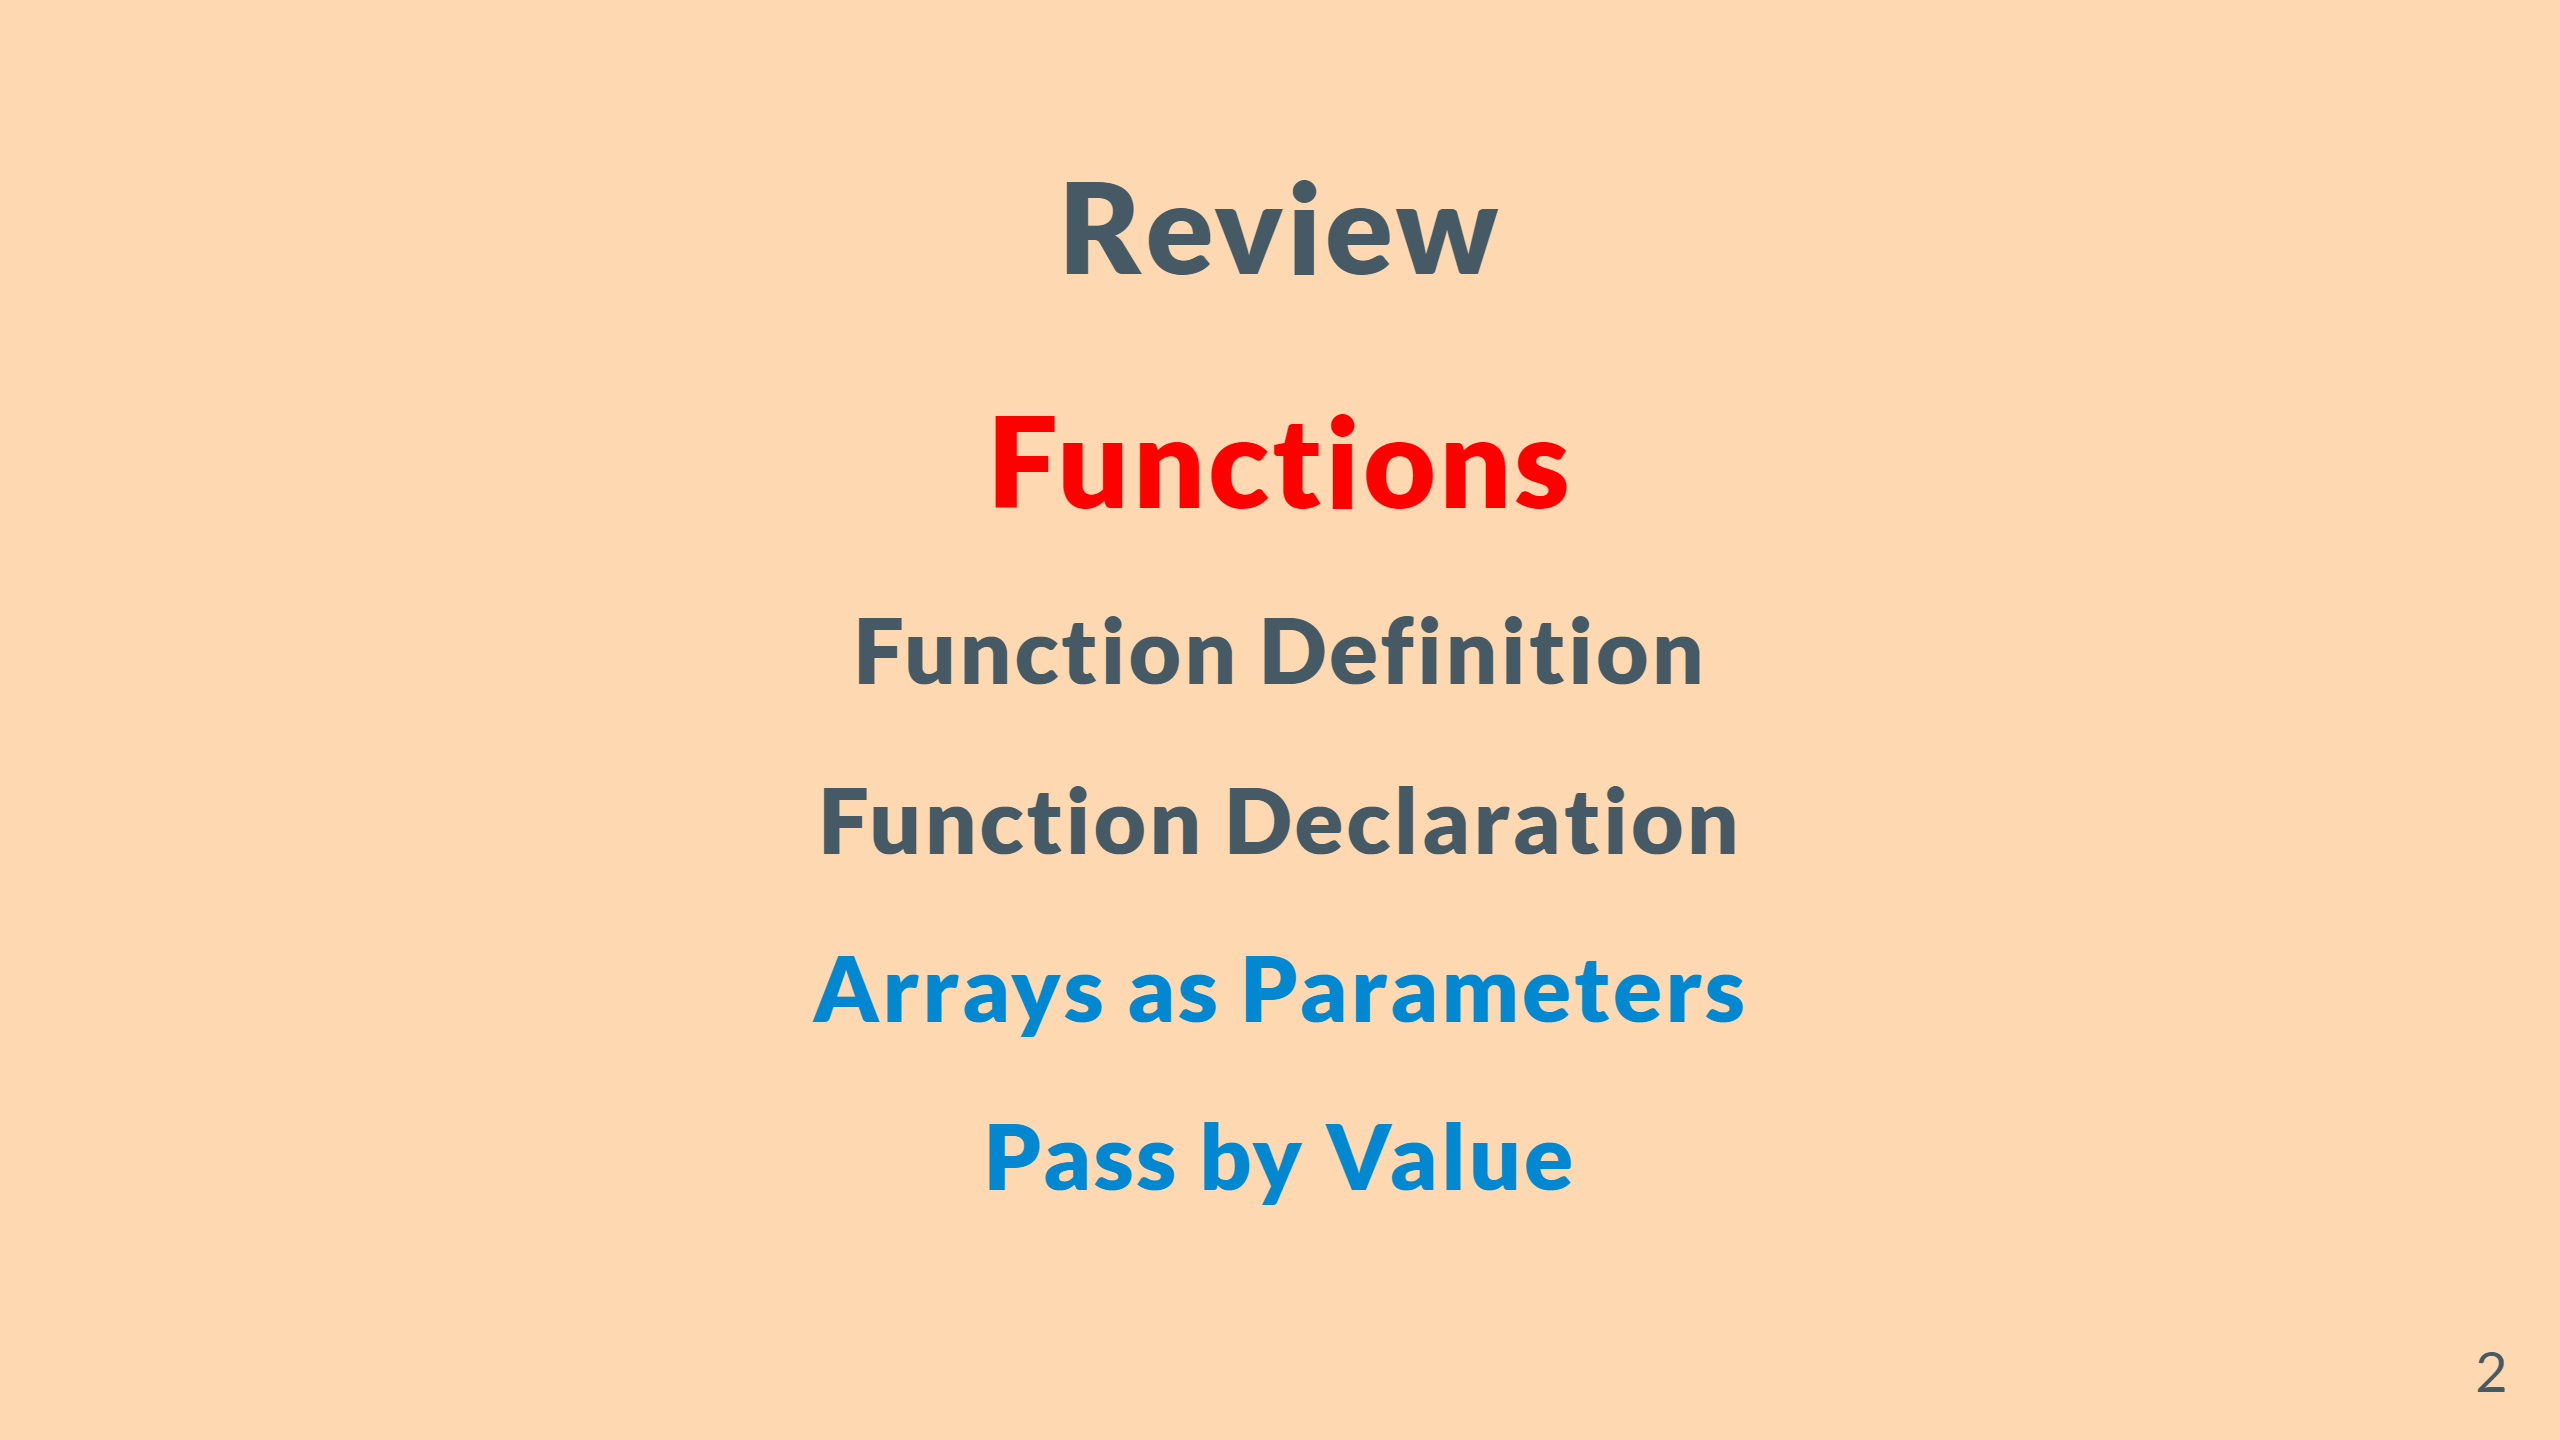 Review
Functions
Function Definition
Function Declaration
Arrays as Parameters
Pass by Value
2